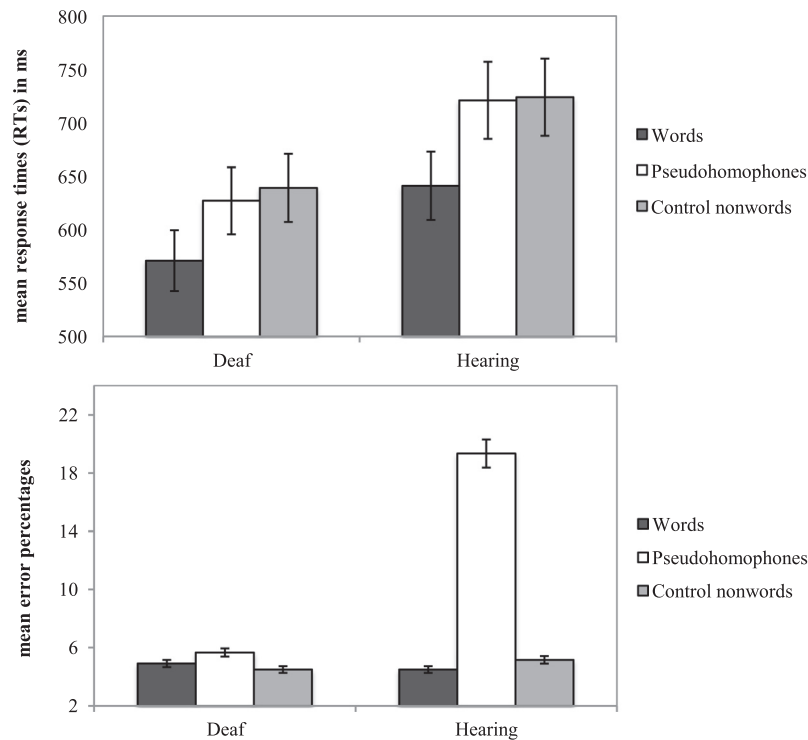 mean response times (RTs) in ms
800
750
700
650
600
550
500
Deaf
Hearing
Words
Pseudohomophones
Control nonwords
mean error percentages
22
18
14
10
6
2
Deaf
Hearing
Words
Pseudohomophones
Control nonwords